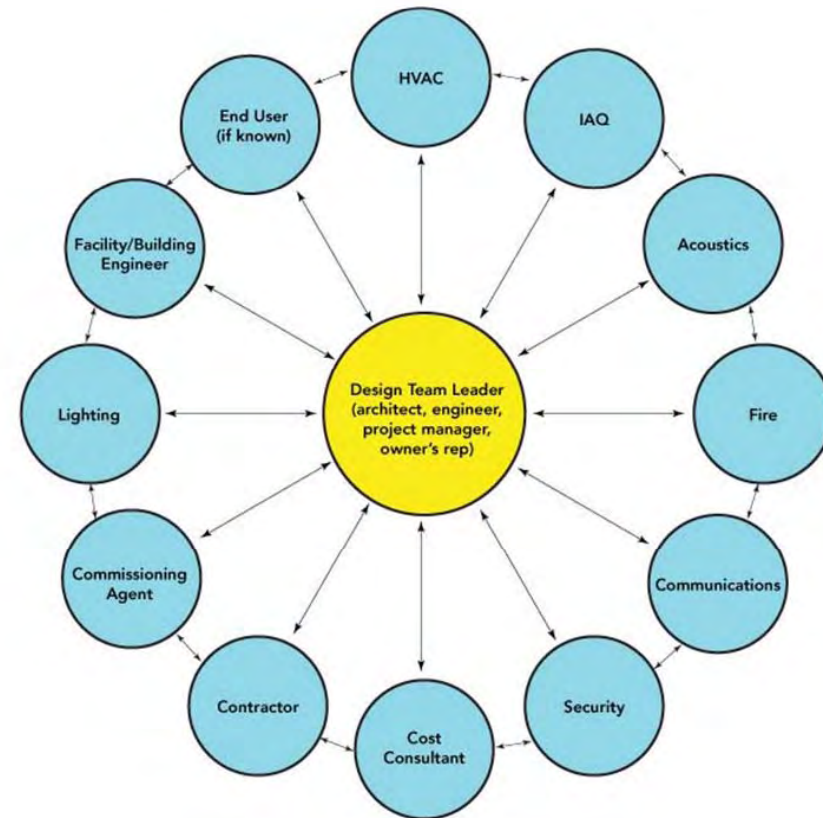 HVAC
End User
(if known)
IAQ
Facility/Building
Engineer
Acoustics
Design Team Leader
(architect, engineer,
project manager,
owner's rep)
Lighting
Fire
Commissioning
Agent
Communications
Contractor
Security
Cost
Consultant